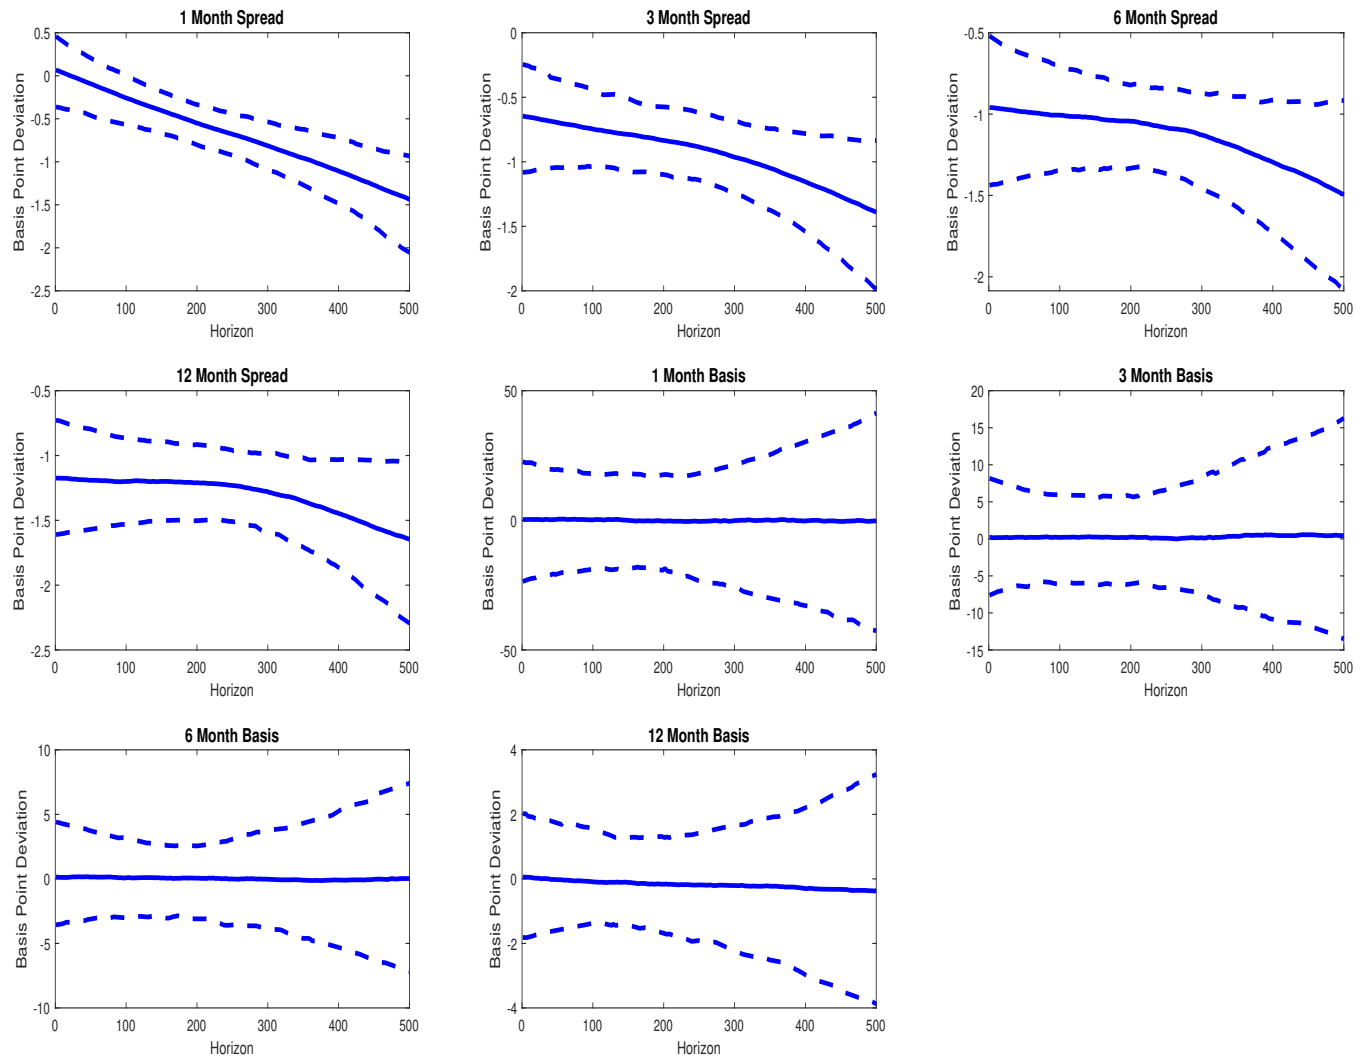 1 Month Spread
Basis Point Deviation
0.5
0
-0.5
-1
-1.5
-2
-2.5
0 100 200 300 400 500
Horizon
3 Month Spread
Basis Point Deviation
0
-0.5
-1
-1.5
-2
0 100 200 300 400 500
Horizon
6 Month Spread
Basis Point Deviation
-0.5
-1
-1.5
-2
0 100 200 300 400 500
Horizon
12 Month Spread
Basis Point Deviation
-0.5
-1
-1.5
-2
-2.5
0 100 200 300 400 500
Horizon
1 Month Basis
Basis Point Deviation
50
0
-50
0 100 200 300 400 500
Horizon
3 Month Basis
Basis Point Deviation
20
15
10
5
0
-5
-10
-15
0 100 200 300 400 500
Horizon
6 Month Basis
Basis Point Deviation
10
5
0
-5
-10
0 100 200 300 400 500
Horizon
12 Month Basis
Basis Point Deviation
4
2
0
-2
-4
0 100 200 300 400 500
Horizon